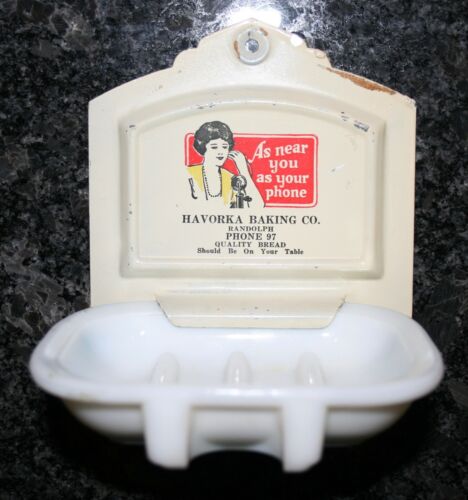 As near
you
as your
phone
HAVORKA BAKING CO.
RANDOLPH
PHONE 97
QUALITY BREAD
Should Be On Your Table